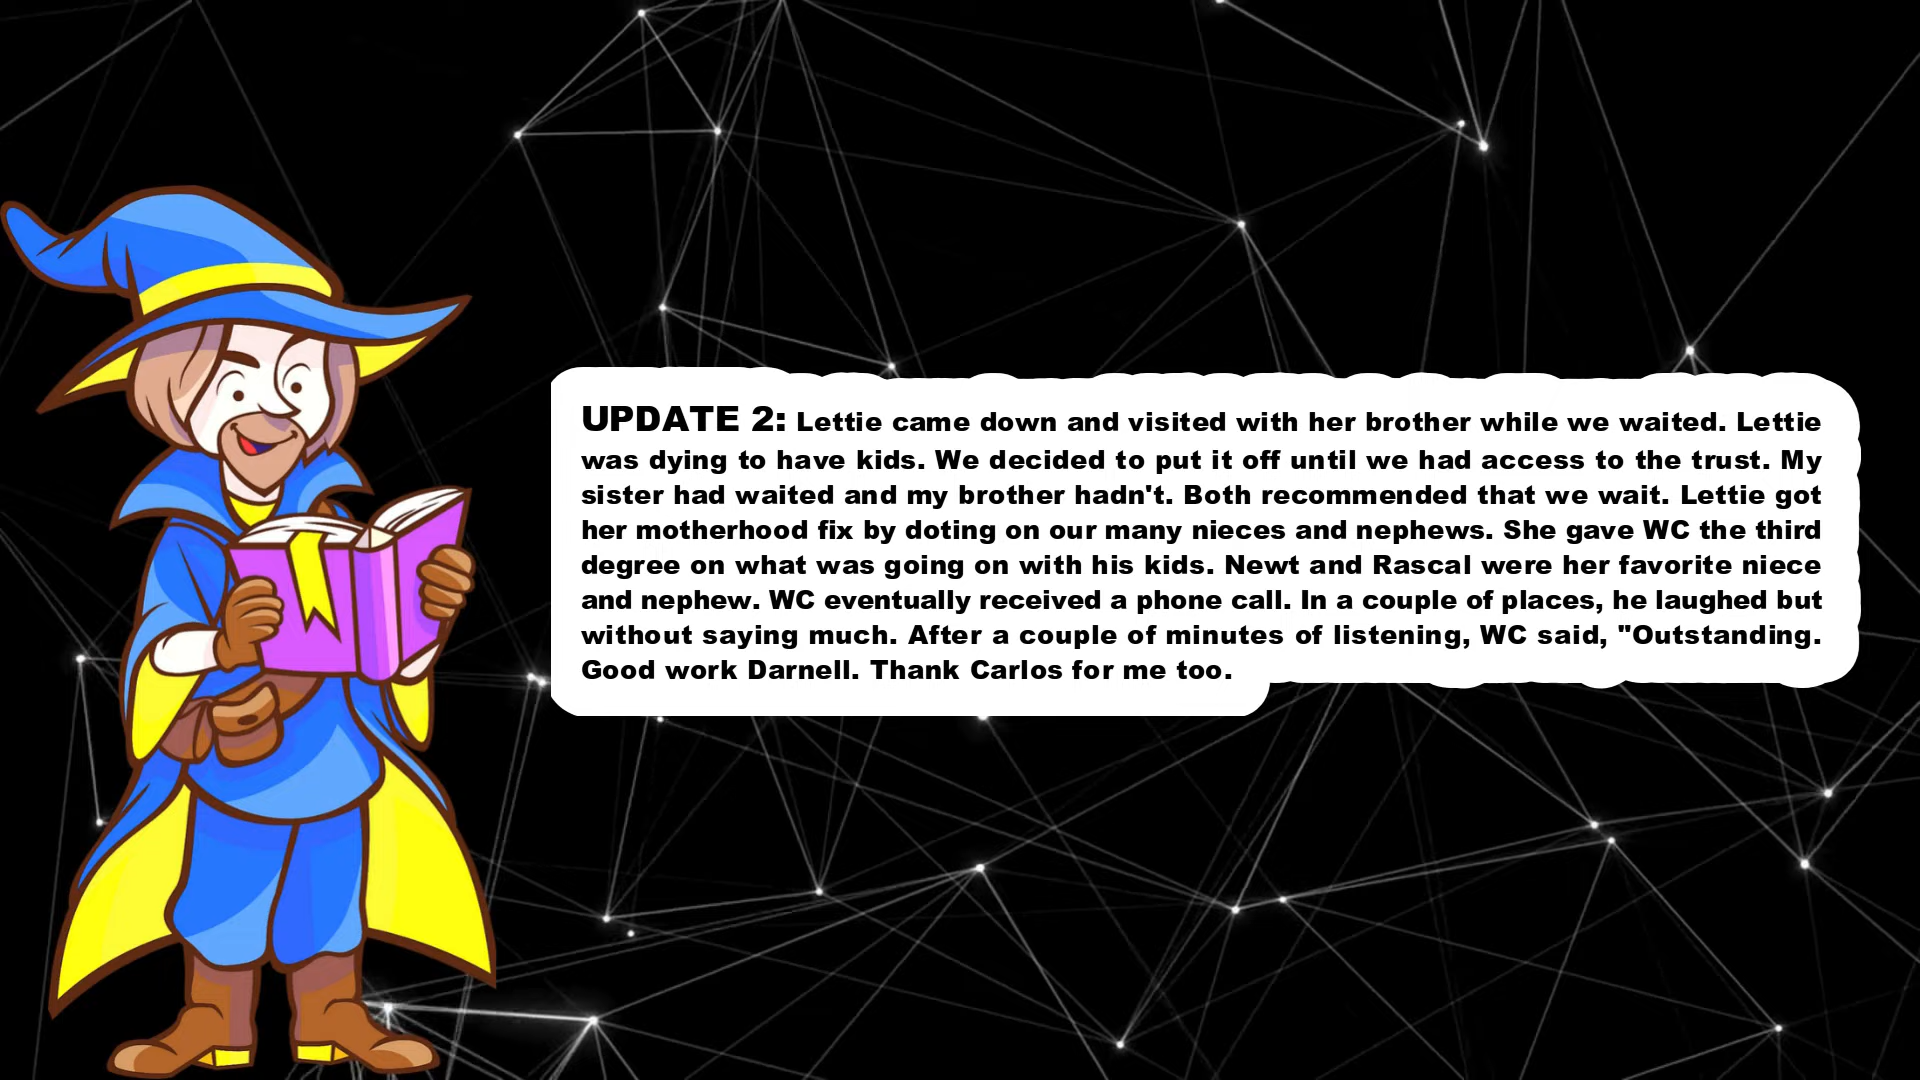 UPDATE 2: Lettie came down and visited with her brother while we waited. Lettie
was dying to have kids. We decided to put it off until we had access to the trust. My
sister had waited and my brother hadn't. Both recommended that we wait. Lettie got
her motherhood fix by doting on our many nieces and nephews. She gave WC the third
degree on what was going on with his kids. Newt and Rascal were her favorite niece
and nephew. WC eventually received a phone call. In a couple of places, he laughed but
without saying much. After a couple of minutes of listening, WC said, "Outstanding.
Good work Darnell. Thank Carlos for me too.